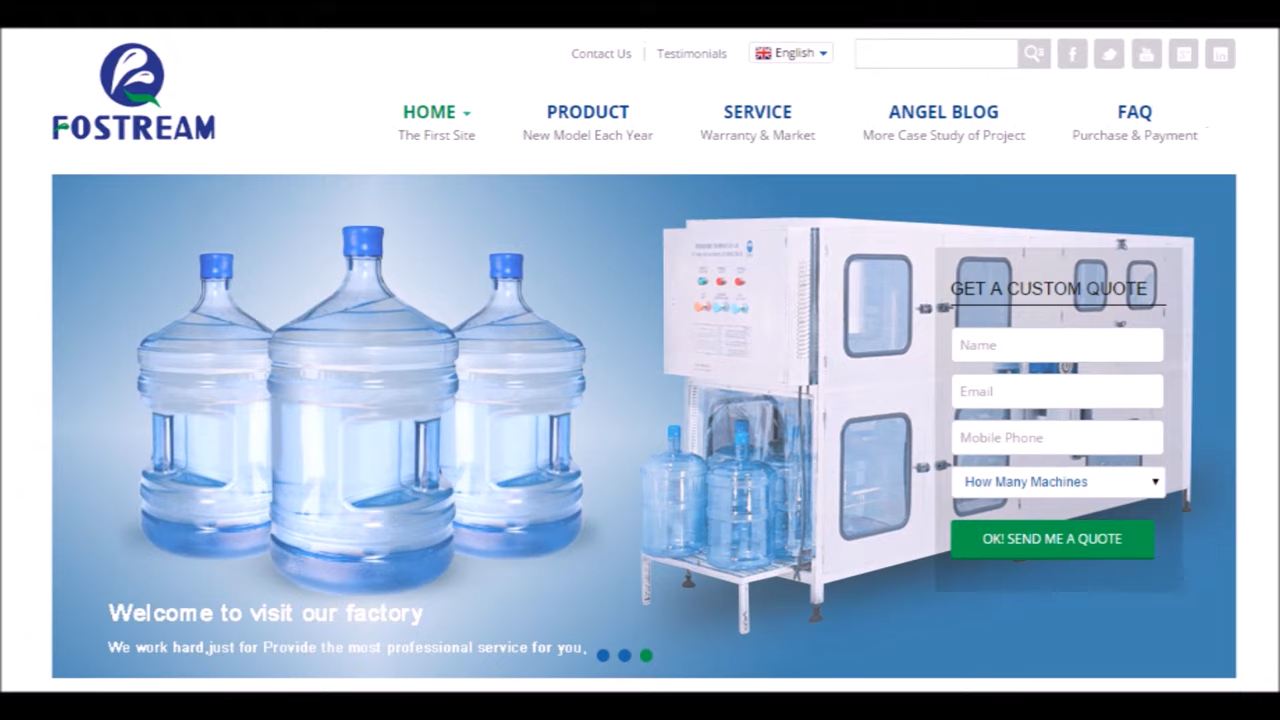 FOSTREAM
Contact Us
Testimonials
English
HOME
The First Site
PRODUCT
New Model Each Year
SERVICE
Warranty & Market
ANGEL BLOG
More Case Study of Project
FAQ
Purchase & Payment
GET A CUSTOM QUOTE
Name
Email
Mobile Phone
How Many Machines
OK! SEND ME A QUOTE
Welcome to visit our factory
We work hard,just for Provide the most professional service for you,